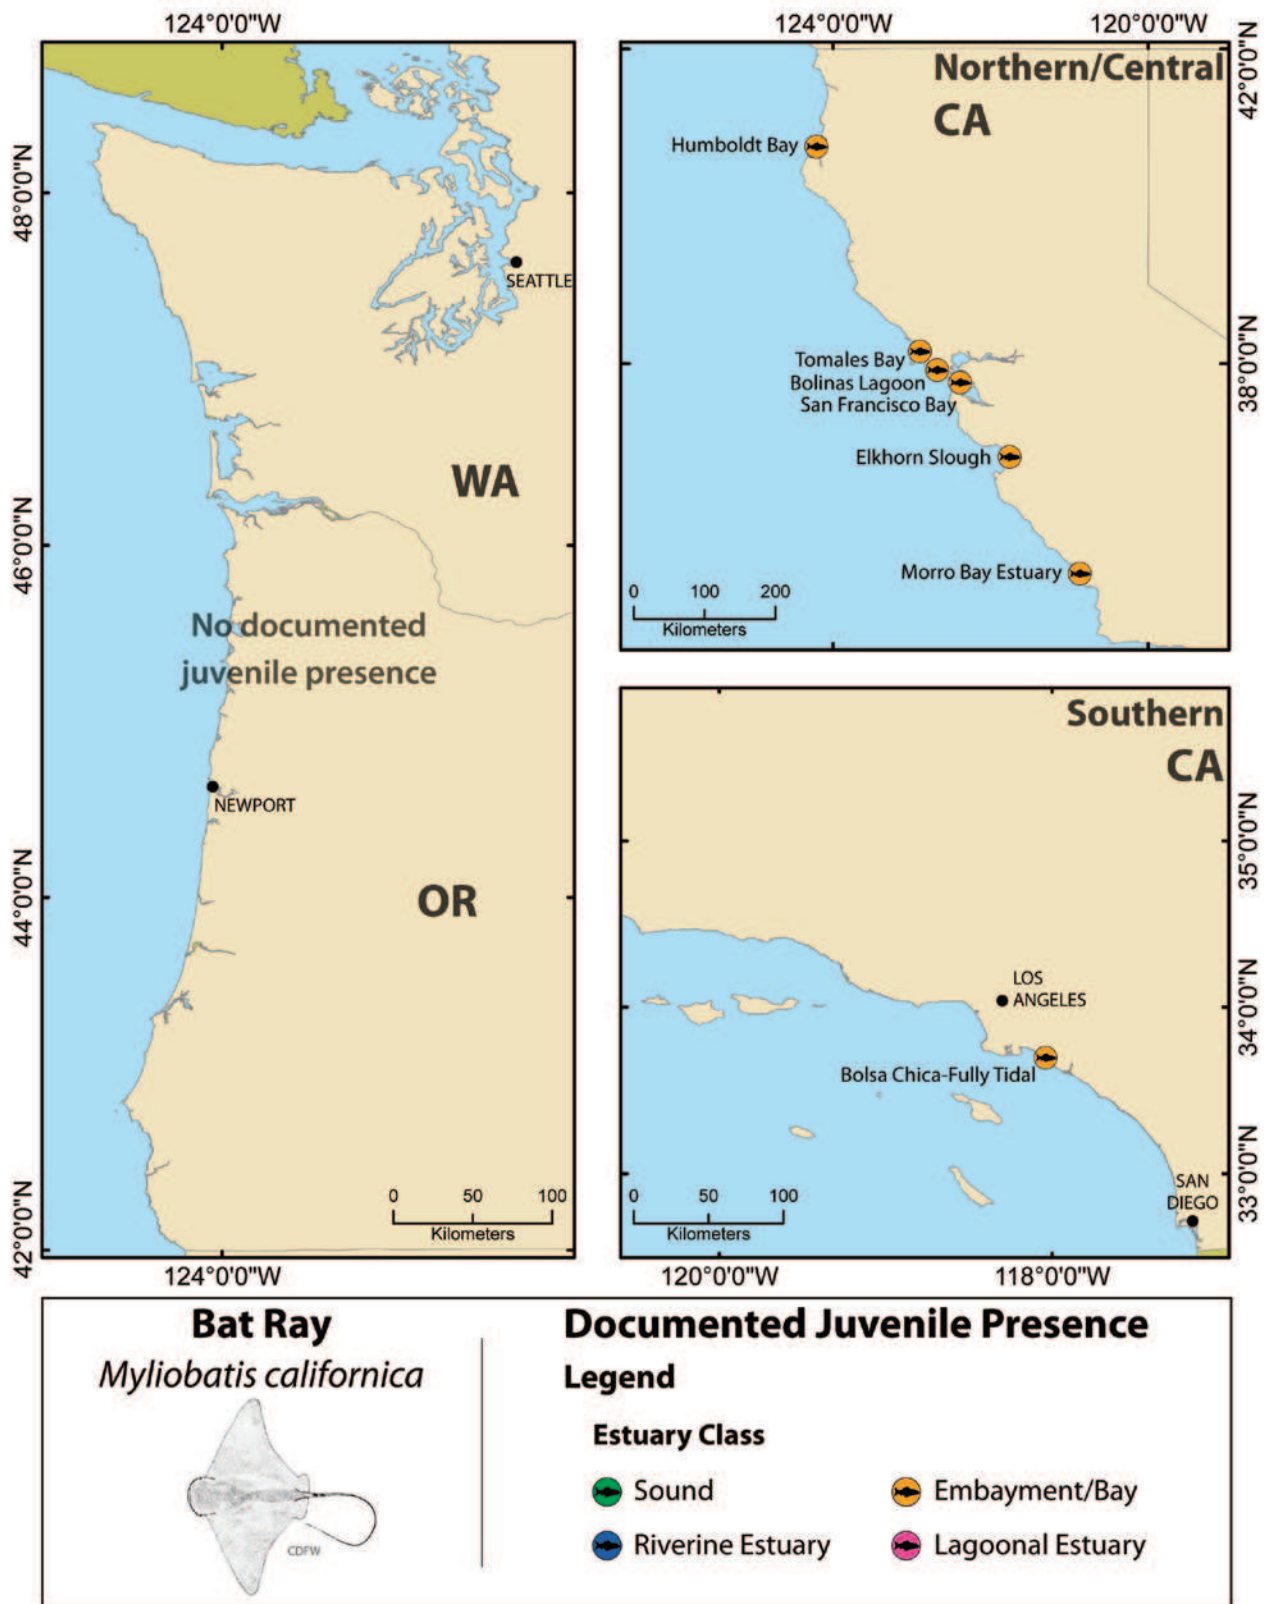 124°0'0"W
48°0'0"N
46°0'0"N
44°0'0"N
42°0'0"N
SEATTLE
WA
No documented
juvenile presence
NEWPORT
OR
0 50 100
Kilometers
124°0'0"W
124°0'0"W 120°0'0"W
Northern/Central
CA
42°0'0"N
38°0'0"N
Humboldt Bay
Tomales Bay
Bolinas Lagoon
San Francisco Bay
Elkhorn Slough
Morro Bay Estuary
0 100 200
Kilometers
Southern
CA
35°0'0"N
34°0'0"N
33°0'0"N
LOS
ANGELES
Bolsa Chica-Fully Tidal
SAN
DIEGO
0 50 100
Kilometers
120°0'0"W 118°0'0"W
Bat Ray
Myliobatis californica
CDFW
Documented Juvenile Presence
Legend
Estuary Class
Sound
Embayment/Bay
Riverine Estuary
Lagoonal Estuary